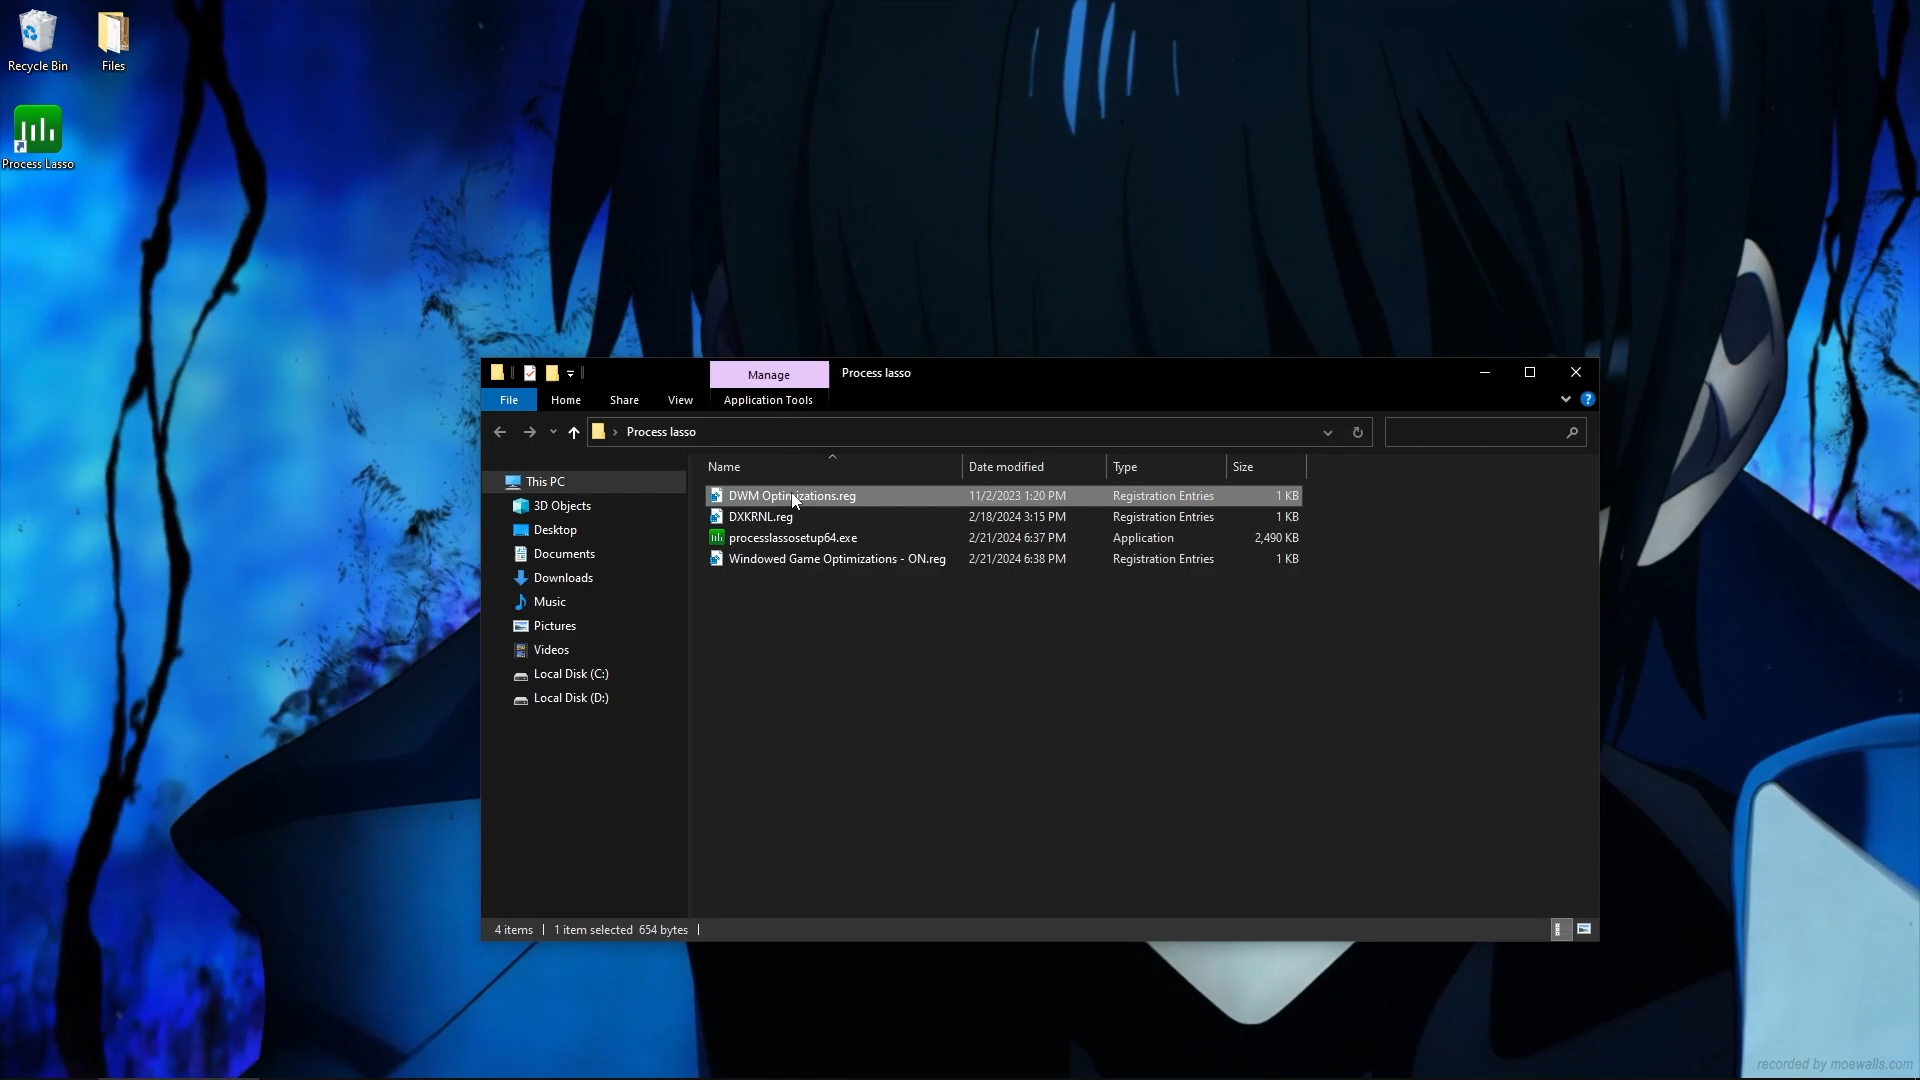 Recycle Bin
Files
Process Lasso
Manage
Process lasso
File
Home
Share
View
Application Tools
Process lasso
Name
Date modified
Type
Size
This PC
3D Objects
Desktop
Documents
Downloads
Music
Pictures
Videos
Local Disk (C:)
Local Disk (D:)
DWM Optimizations.reg 11/2/2023 1:20 PM Registration Entries 1 KB
DXKRNL.reg 2/18/2024 3:15 PM Registration Entries 1 KB
processlassosetup64.exe 2/21/2024 6:37 PM Application 2,490 KB
Windowed Game Optimizations - ON.reg 2/21/2024 6:38 PM Registration Entries 1 KB
4 items
1 item selected 654 bytes
recorded by moewalls.com